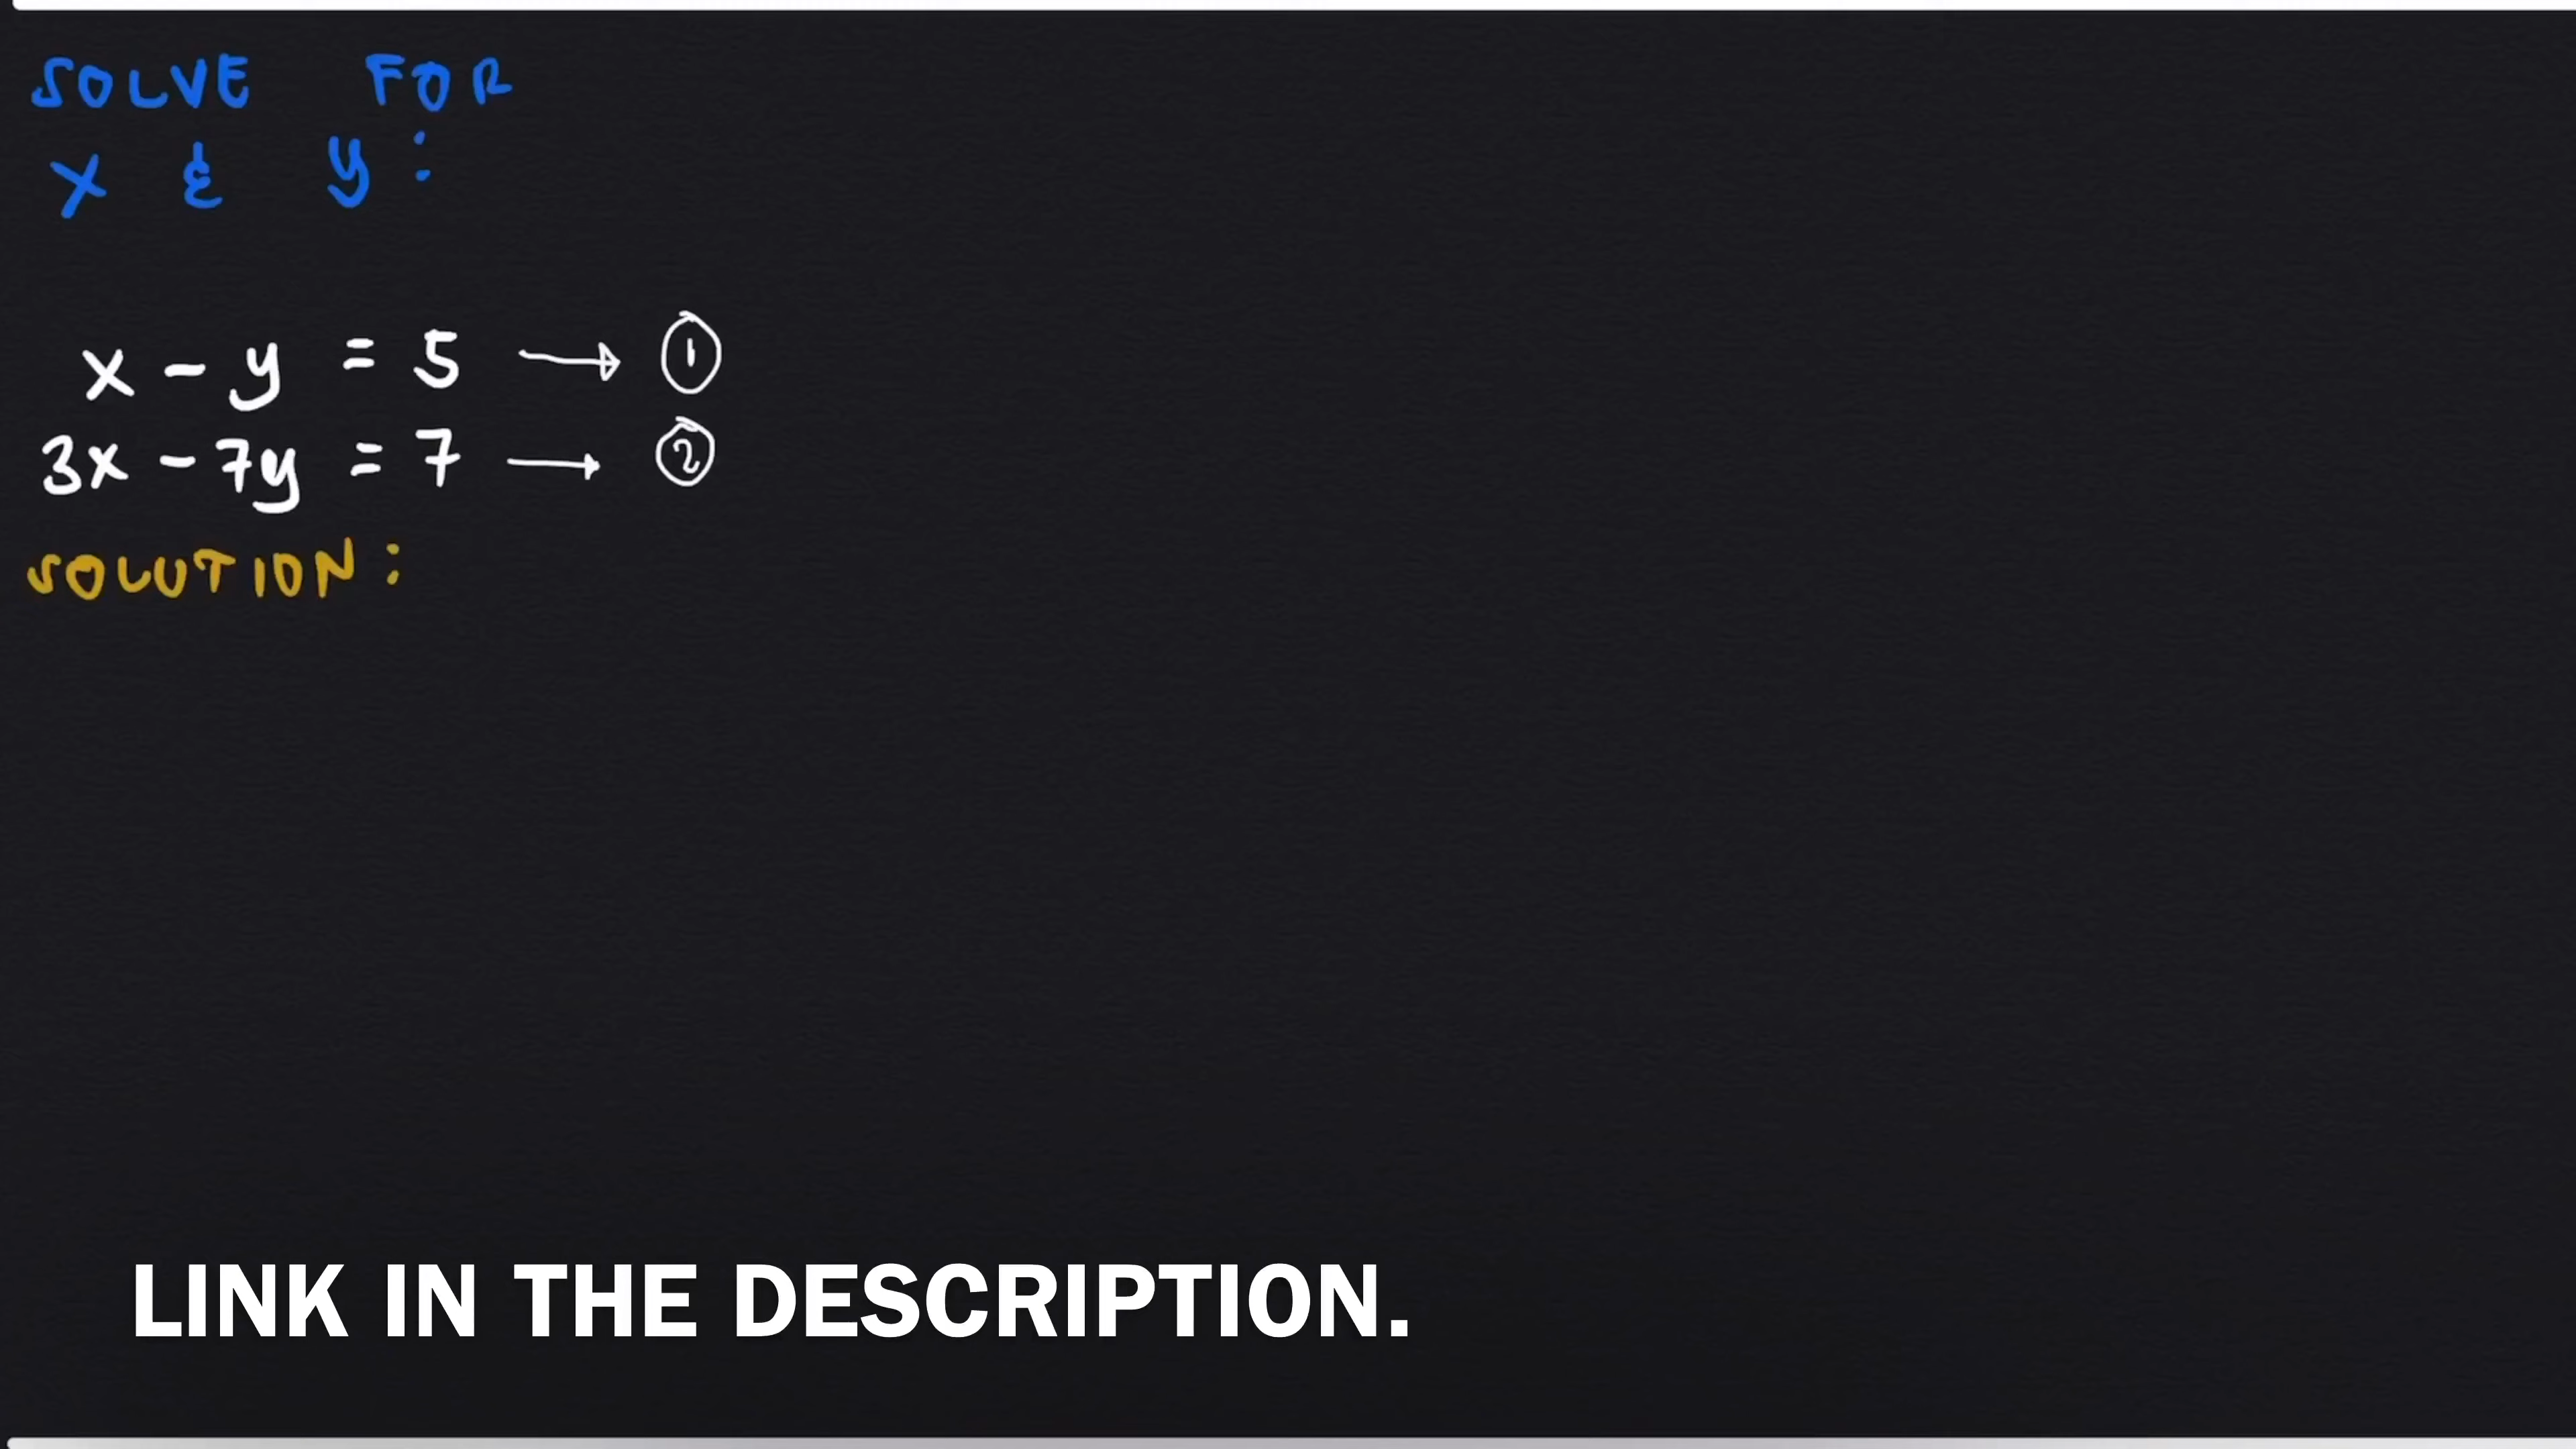 SOLVE FOR
x & y:
x - y = 5 → ①
3x - 7y = 7 → ②
SOLUTION:
LINK IN THE DESCRIPTION.